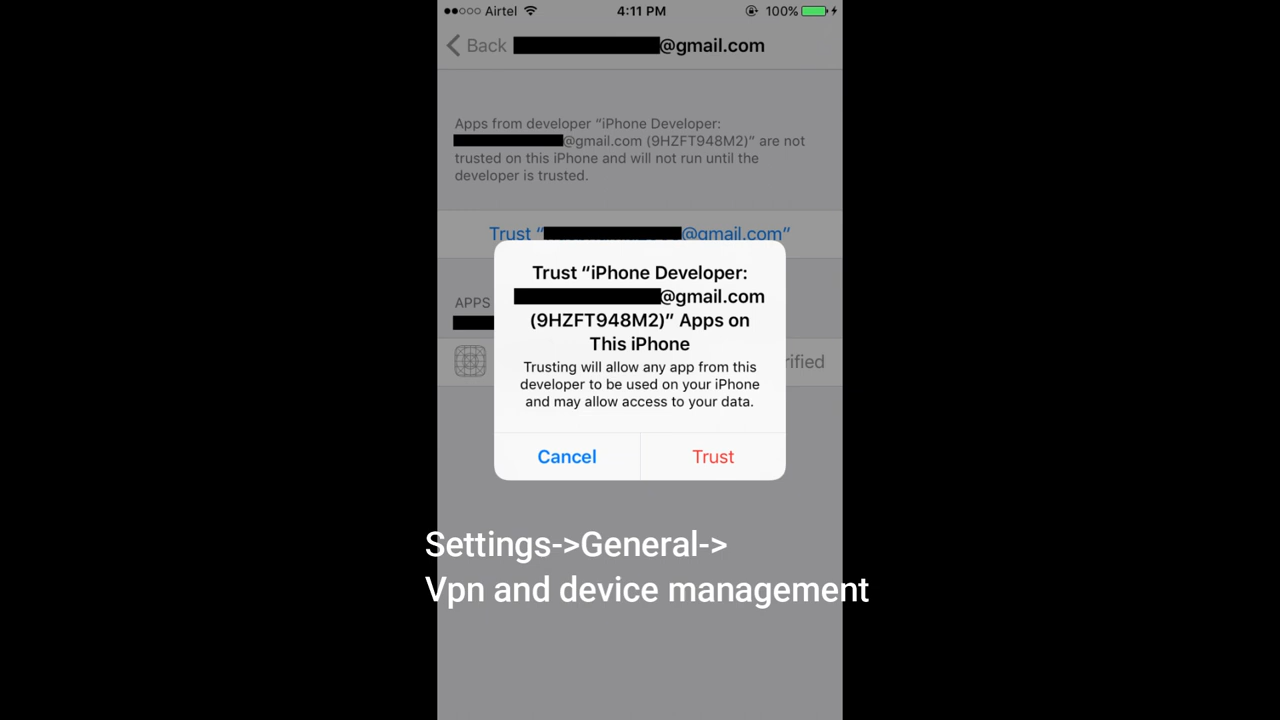 Airtel 4:11 PM 100%
Back @gmail.com
Apps from developer “iPhone Developer:
@gmail.com (9HZFT948M2)” are not
trusted on this iPhone and will not run until the
developer is trusted.
Trust “ @gmail.com”
Trust “iPhone Developer:
@gmail.com
(9HZFT948M2)” Apps on
This iPhone
Trusting will allow any app from this
developer to be used on your iPhone
and may allow access to your data.
Cancel Trust
APPS
rified
Settings->General->
Vpn and device management